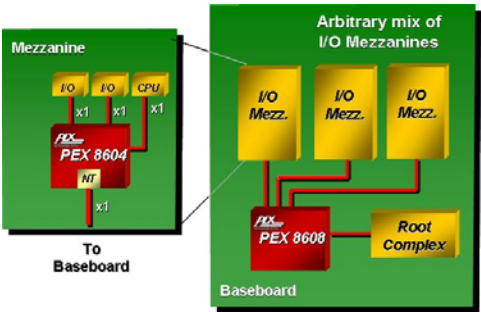 Mezzanine
I/O
I/O
CPU
x1
x1
x1
PLX
PEX 8604
NT
x1
To
Baseboard
Arbitrary mix of
I/O Mezzanines
I/O
Mezz.
I/O
Mezz.
I/O
Mezz.
PLX
PEX 8608
Root
Complex
Baseboard